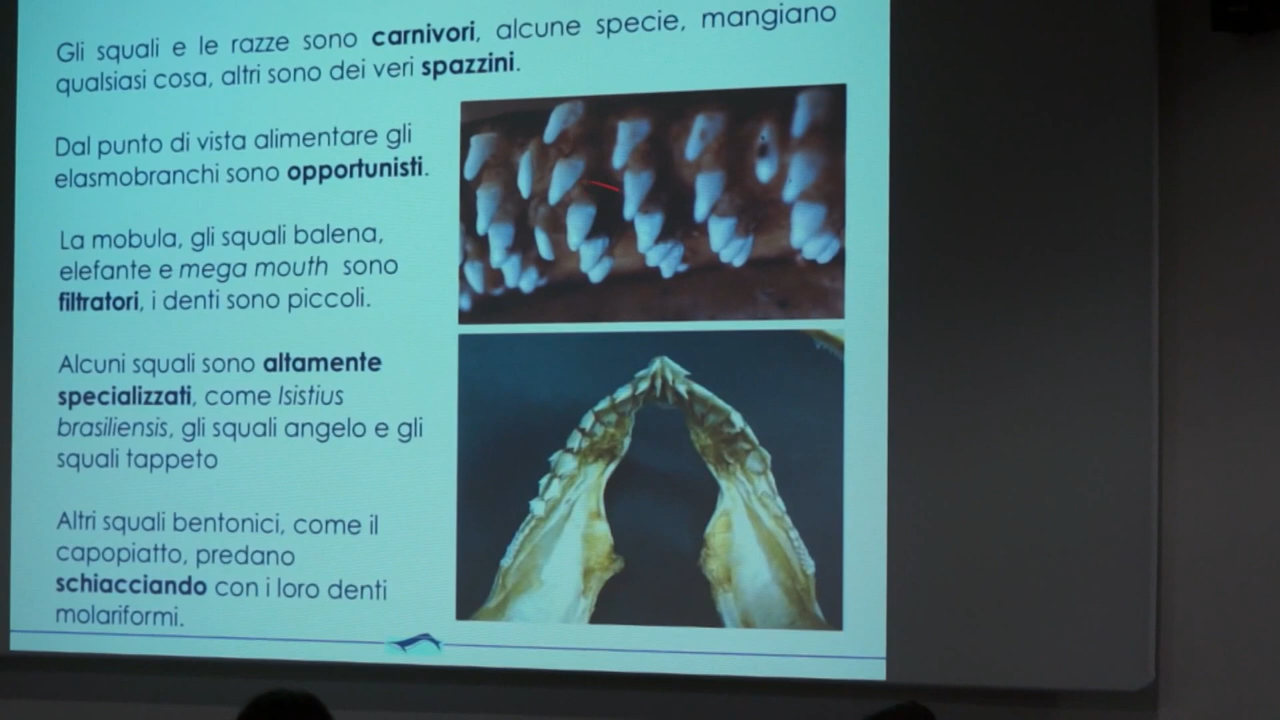 Gli squali e le razze sono carnivori, alcune specie, mangiano
qualsiasi cosa, altri sono dei veri spazzini.
Dal punto di vista alimentare gli
elasmobranchi sono opportunisti.
La mobula, gli squali balena,
elefante e mega mouth sono
filtratori, i denti sono piccoli.
Alcuni squali sono altamente
specializzati, come Isistius
brasiliensis, gli squali angelo e gli
squali tappeto
Altri squali bentonici, come il
capopiatto, predano
schiacciando con i loro denti
molariformi.